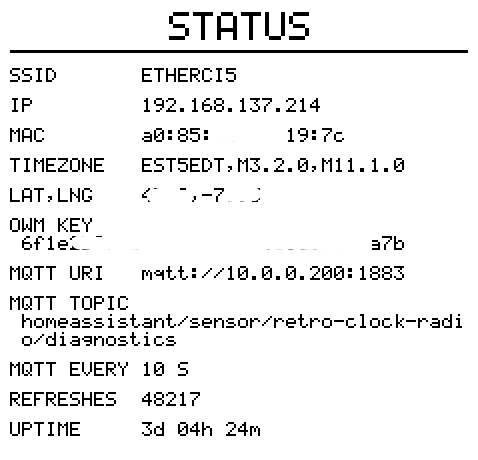 STATUS
SSID ETHERCI5
IP 192.168.137.214
MAC a0:85: 19:7c
TIMEZONE EST5EDT,M3.2.0,M11.1.0
LAT,LNG 4 ,-7
OWM KEY
6f1e a7b
MQTT URI mqtt://10.0.0.200:1883
MQTT TOPIC
homeassistant/sensor/retro-clock-radi
o/diagnostics
MQTT EVERY 10 S
REFRESHES 48217
UPTIME 3d 04h 24m